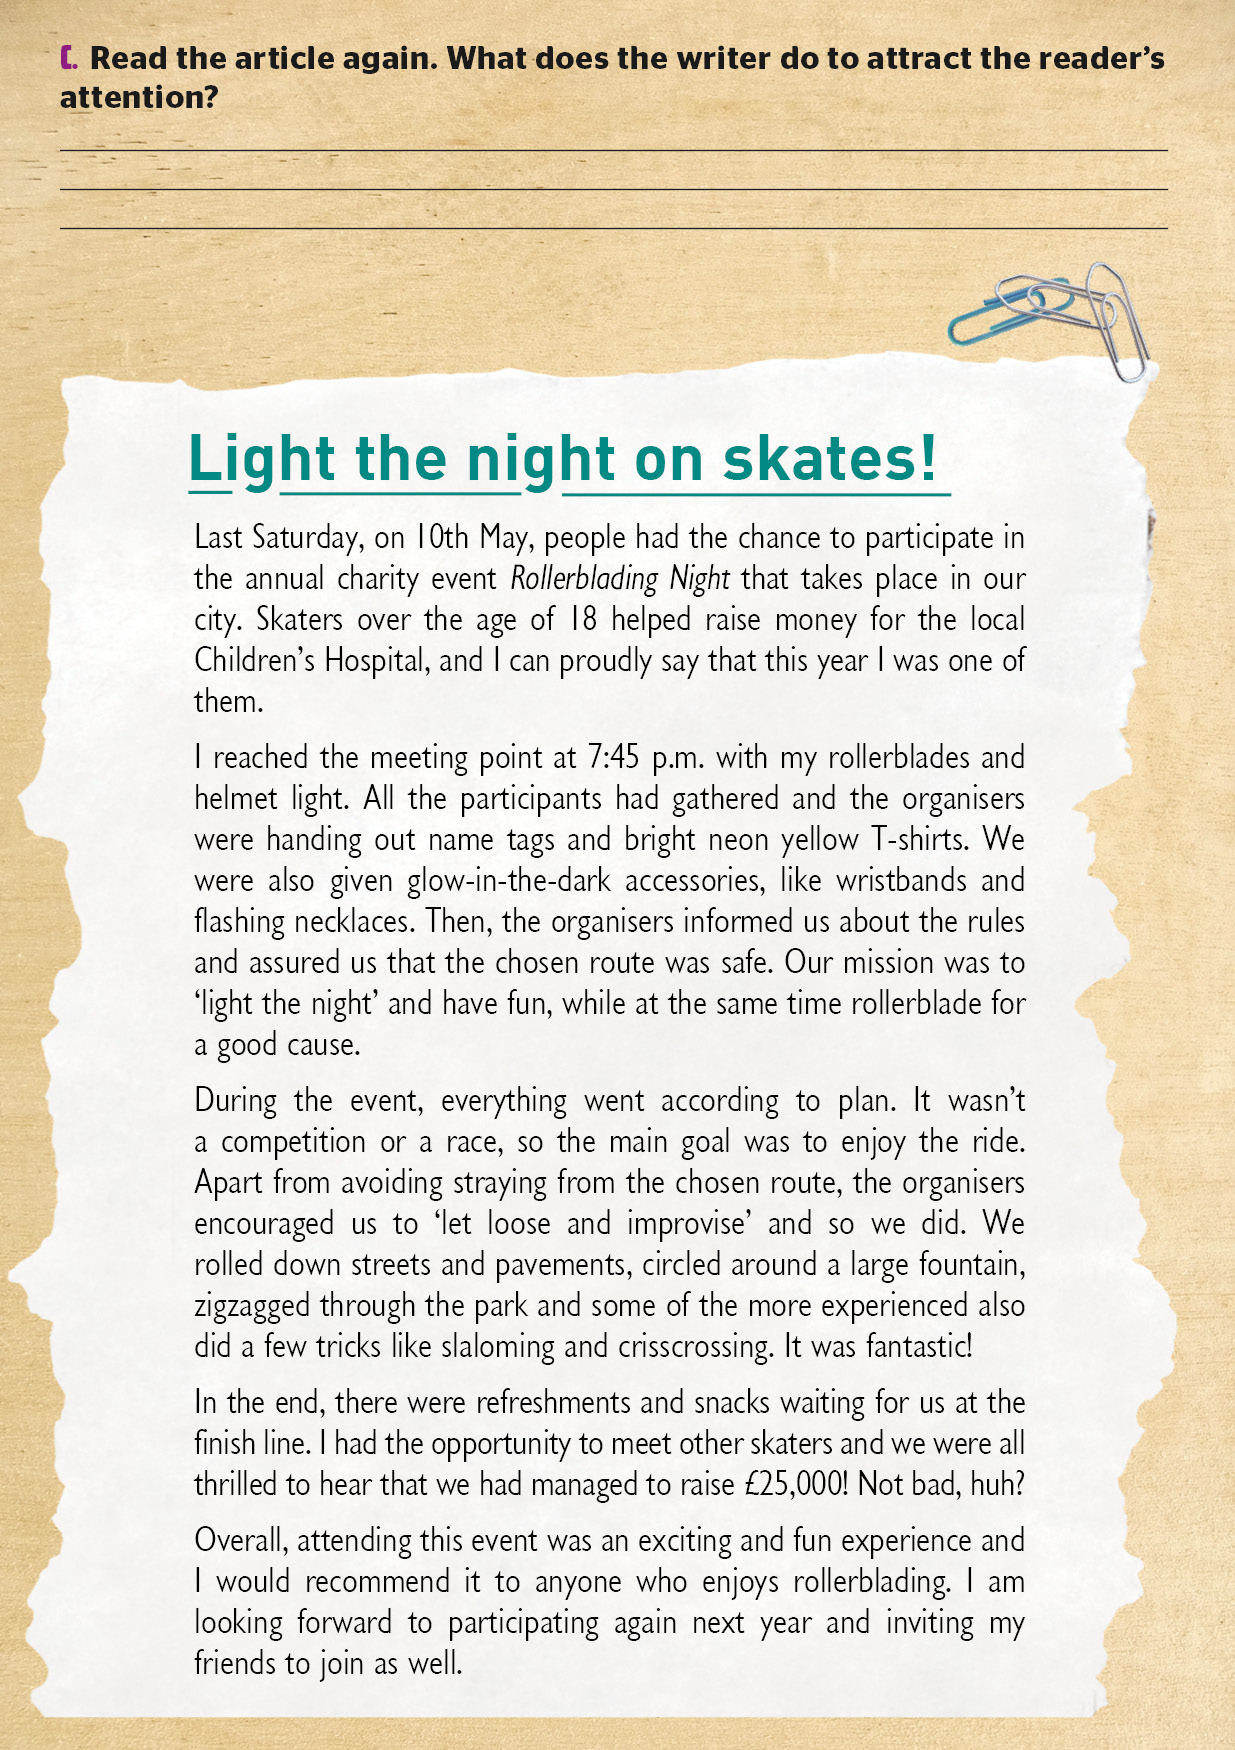 C. Read the article again. What does the writer do to attract the reader’s
attention?
Light the night on skates!
Last Saturday, on 10th May, people had the chance to participate in
the annual charity event Rollerblading Night that takes place in our
city. Skaters over the age of 18 helped raise money for the local
Children’s Hospital, and I can proudly say that this year I was one of
them.
I reached the meeting point at 7:45 p.m. with my rollerblades and
helmet light. All the participants had gathered and the organisers
were handing out name tags and bright neon yellow T-shirts. We
were also given glow-in-the-dark accessories, like wristbands and
flashing necklaces. Then, the organisers informed us about the rules
and assured us that the chosen route was safe. Our mission was to
‘light the night’ and have fun, while at the same time rollerblade for
a good cause.
During the event, everything went according to plan. It wasn’t
a competition or a race, so the main goal was to enjoy the ride.
Apart from avoiding straying from the chosen route, the organisers
encouraged us to ‘let loose and improvise’ and so we did. We
rolled down streets and pavements, circled around a large fountain,
zigzagged through the park and some of the more experienced also
did a few tricks like slaloming and crisscrossing. It was fantastic!
In the end, there were refreshments and snacks waiting for us at the
finish line. I had the opportunity to meet other skaters and we were all
thrilled to hear that we had managed to raise £25,000! Not bad, huh?
Overall, attending this event was an exciting and fun experience and
I would recommend it to anyone who enjoys rollerblading. I am
looking forward to participating again next year and inviting my
friends to join as well.